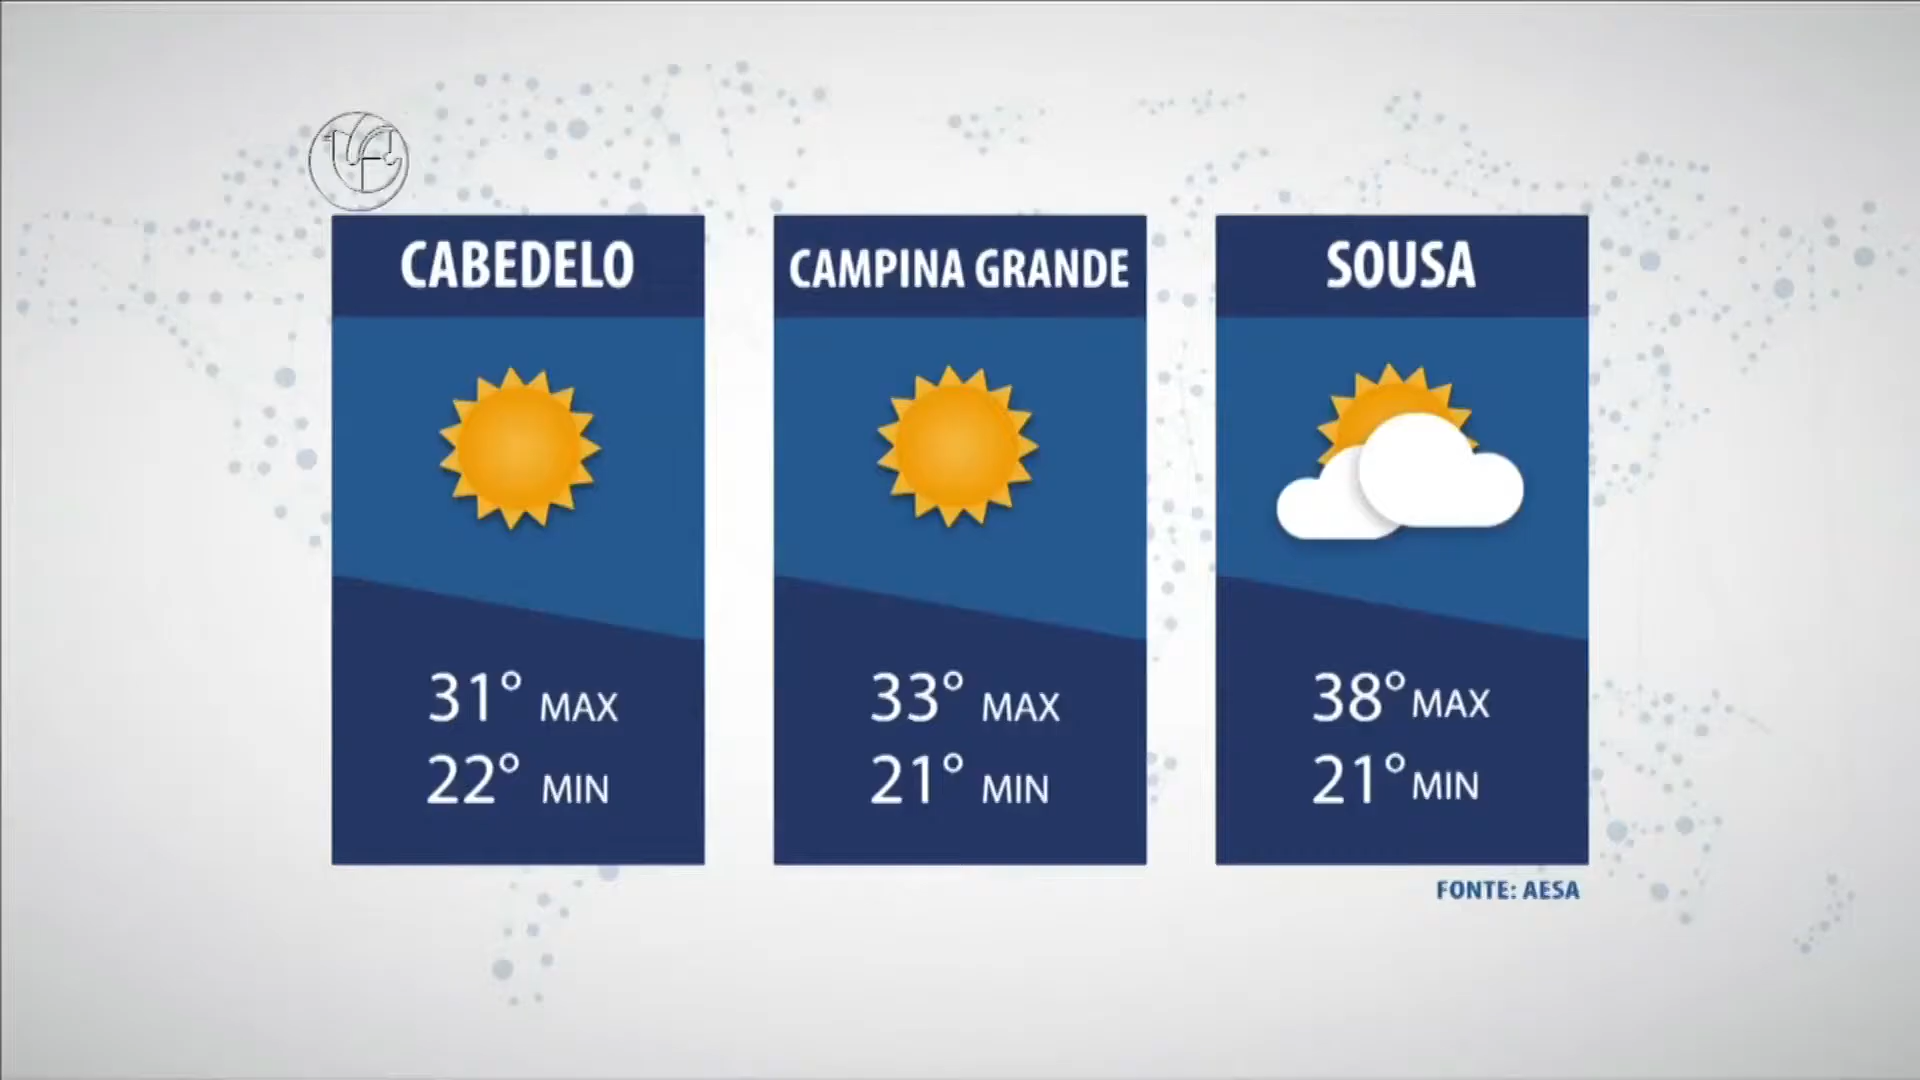 CABEDELO
31° MAX
22° MIN
CAMPINA GRANDE
33° MAX
21° MIN
SOUSA
38° MAX
21° MIN
FONTE: AESA